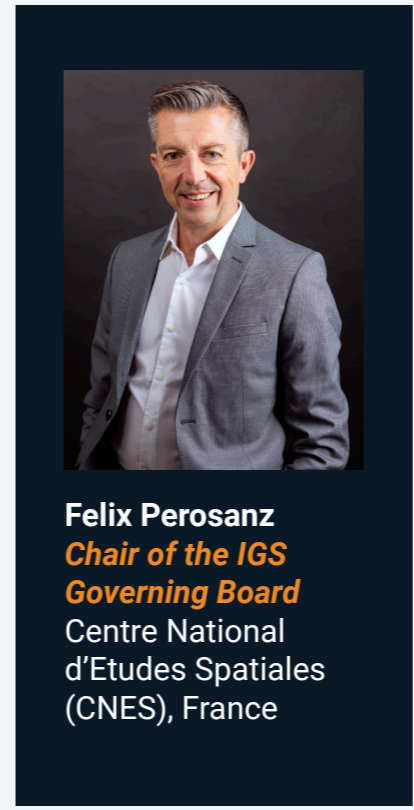 Felix Perosanz
Chair of the IGS
Governing Board
Centre National
d’Etudes Spatiales
(CNES), France